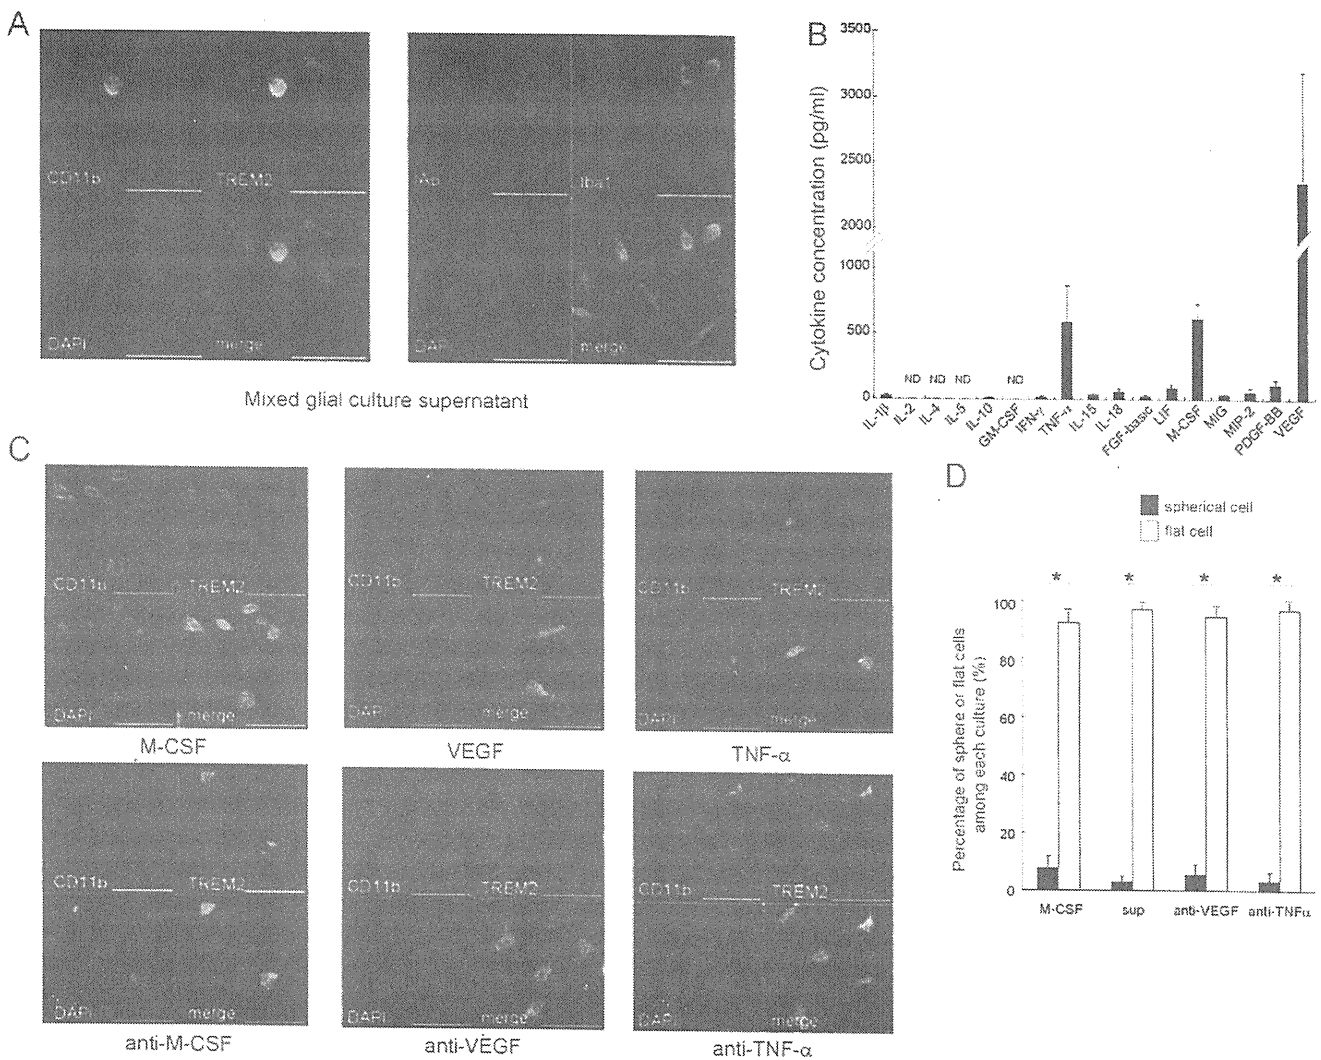 A
CD11b TREM2
DAPI merge
Aβ Iba1
DAPI merge
Mixed glial culture supernatant
B
Cytokine concentration (pg/ml)
3500
3000
2500
2000
1000
500
0
ND ND ND ND
IL-1β IL-2 IL-4 IL-5 IL-10 GM-CSF IFN-γ TNF-α IL-15 IL-18 FGF-basic LIF M-CSF MIG MIP-2 PDGF-BB VEGF
C
CD11b TREM2
DAPI merge
M-CSF
CD11b TREM2
DAPI merge
VEGF
CD11b TREM2
DAPI merge
TNF-α
CD11b TREM2
DAPI merge
anti-M-CSF
CD11b TREM2
DAPI merge
anti-VEGF
CD11b TREM2
DAPI merge
anti-TNF-α
D
spherical cell
flat cell
* * * *
Percentage of sphere or flat cells
among each culture (%)
100
80
60
40
20
0
M-CSF sup anti-VEGF anti-TNFα